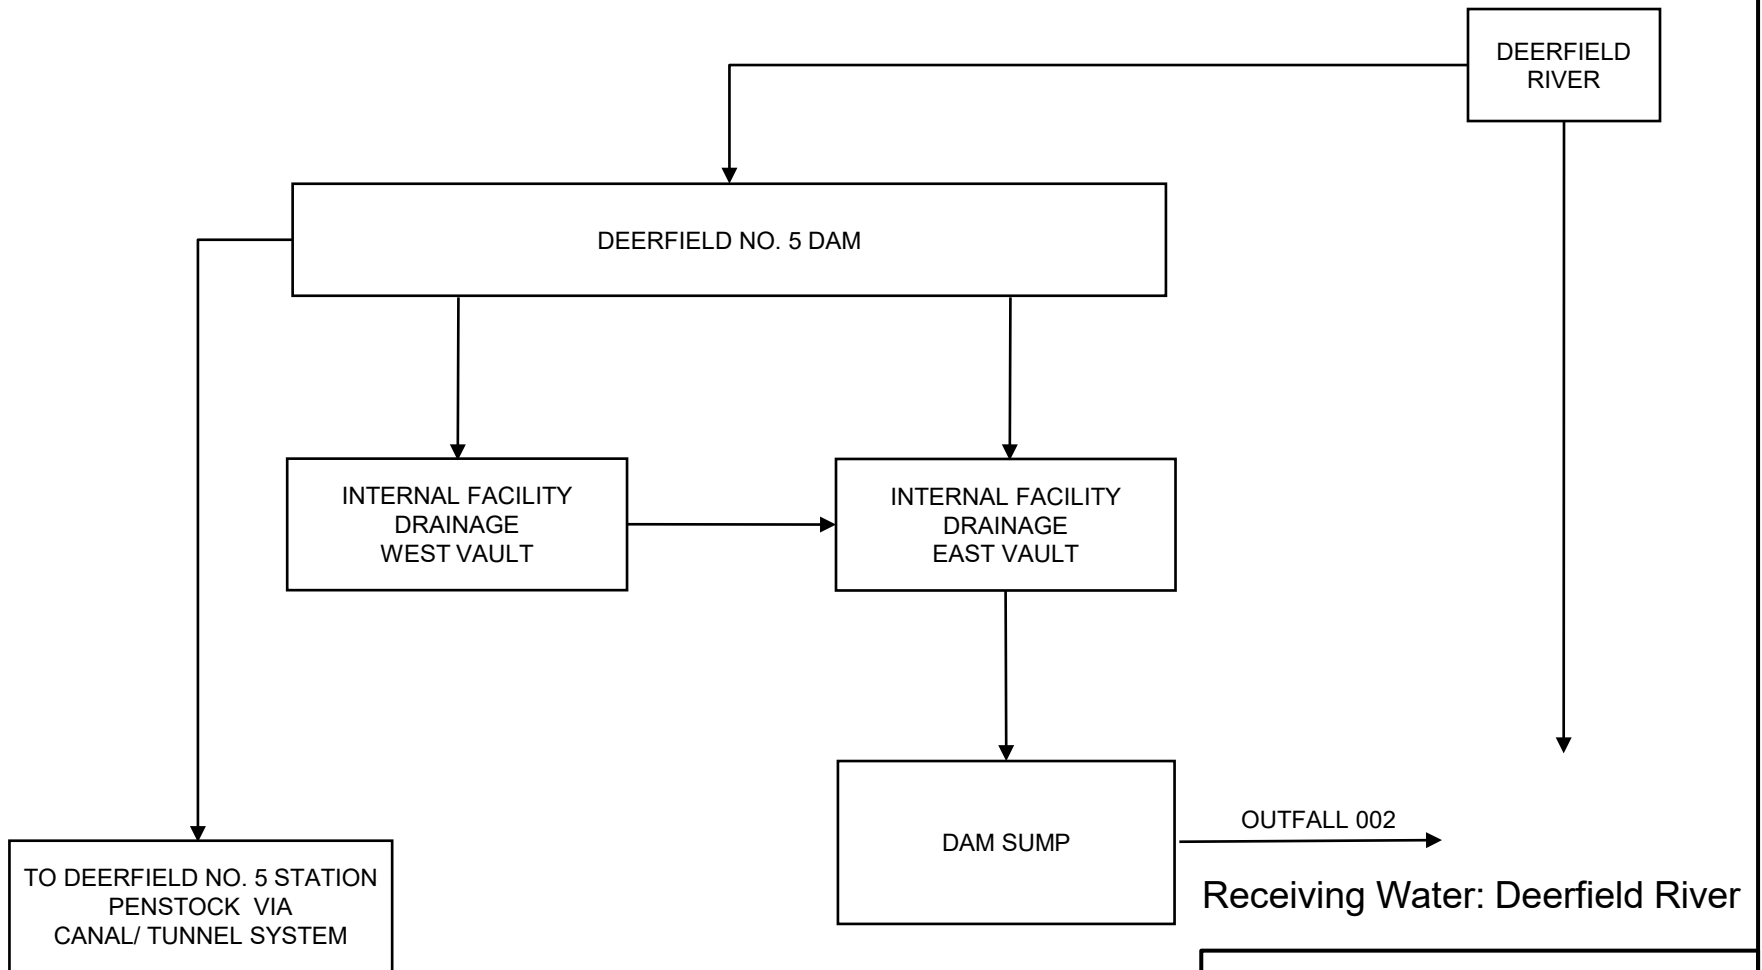 DEERFIELD
RIVER
DEERFIELD NO. 5 DAM
INTERNAL FACILITY
DRAINAGE
WEST VAULT
INTERNAL FACILITY
DRAINAGE
EAST VAULT
OUTFALL 002
DAM SUMP
TO DEERFIELD NO. 5 STATION
PENSTOCK VIA
CANAL/ TUNNEL SYSTEM
Receiving Water: Deerfield River